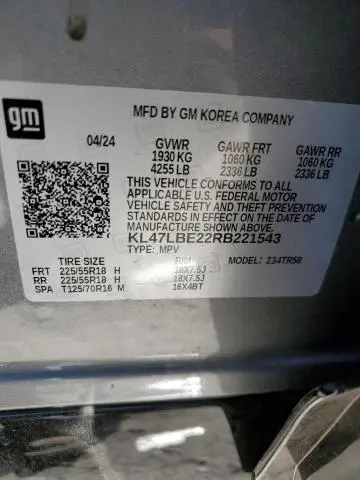 gm
MFD BY GM KOREA COMPANY
04/24 GVWR GAWR FRT GAWR RR
1930 KG 1060 KG 1060 KG
4255 LB 2336 LB 2336 LB
THIS VEHICLE CONFORMS TO ALL
APPLICABLE U.S. FEDERAL MOTOR
VEHICLE SAFETY AND THEFT PREVENTION
STANDARDS IN EFFECT ON THE DATE OF
MANUFACTURE SHOWN ABOVE.
KL47LBE22RB221543
TYPE: MPV MODEL: 234TR58
TIRE SIZE RIM
FRT 225/55R18 H 18X7.5J
RR 225/55R18 H 18X7.5J
SPA T125/70R16 M 16X4BT